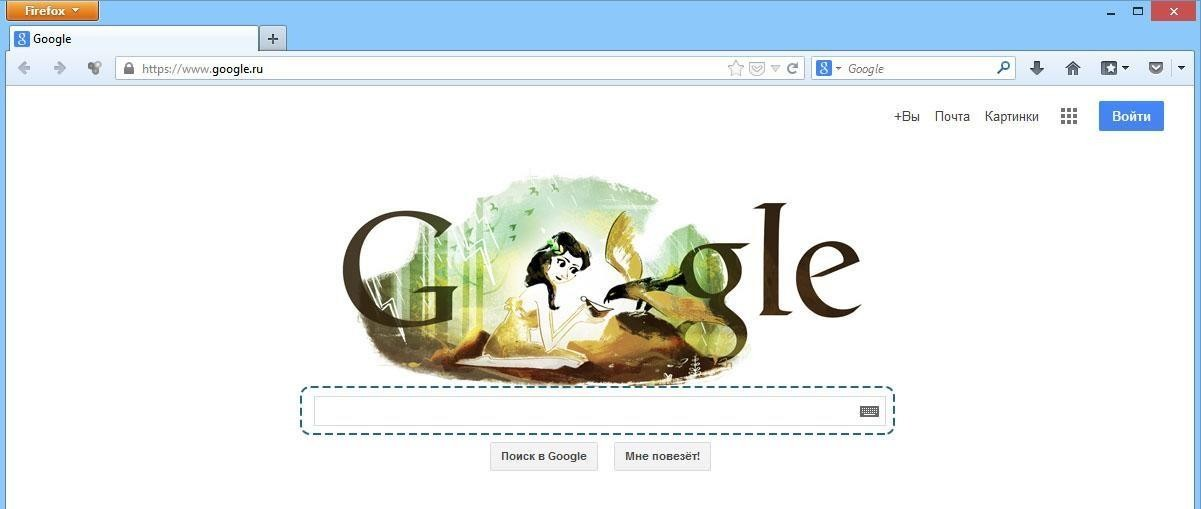 Firefox
Google
https://www.google.ru
Google
+Вы Почта Картинки Войти
Google
Поиск в Google Мне повезёт!